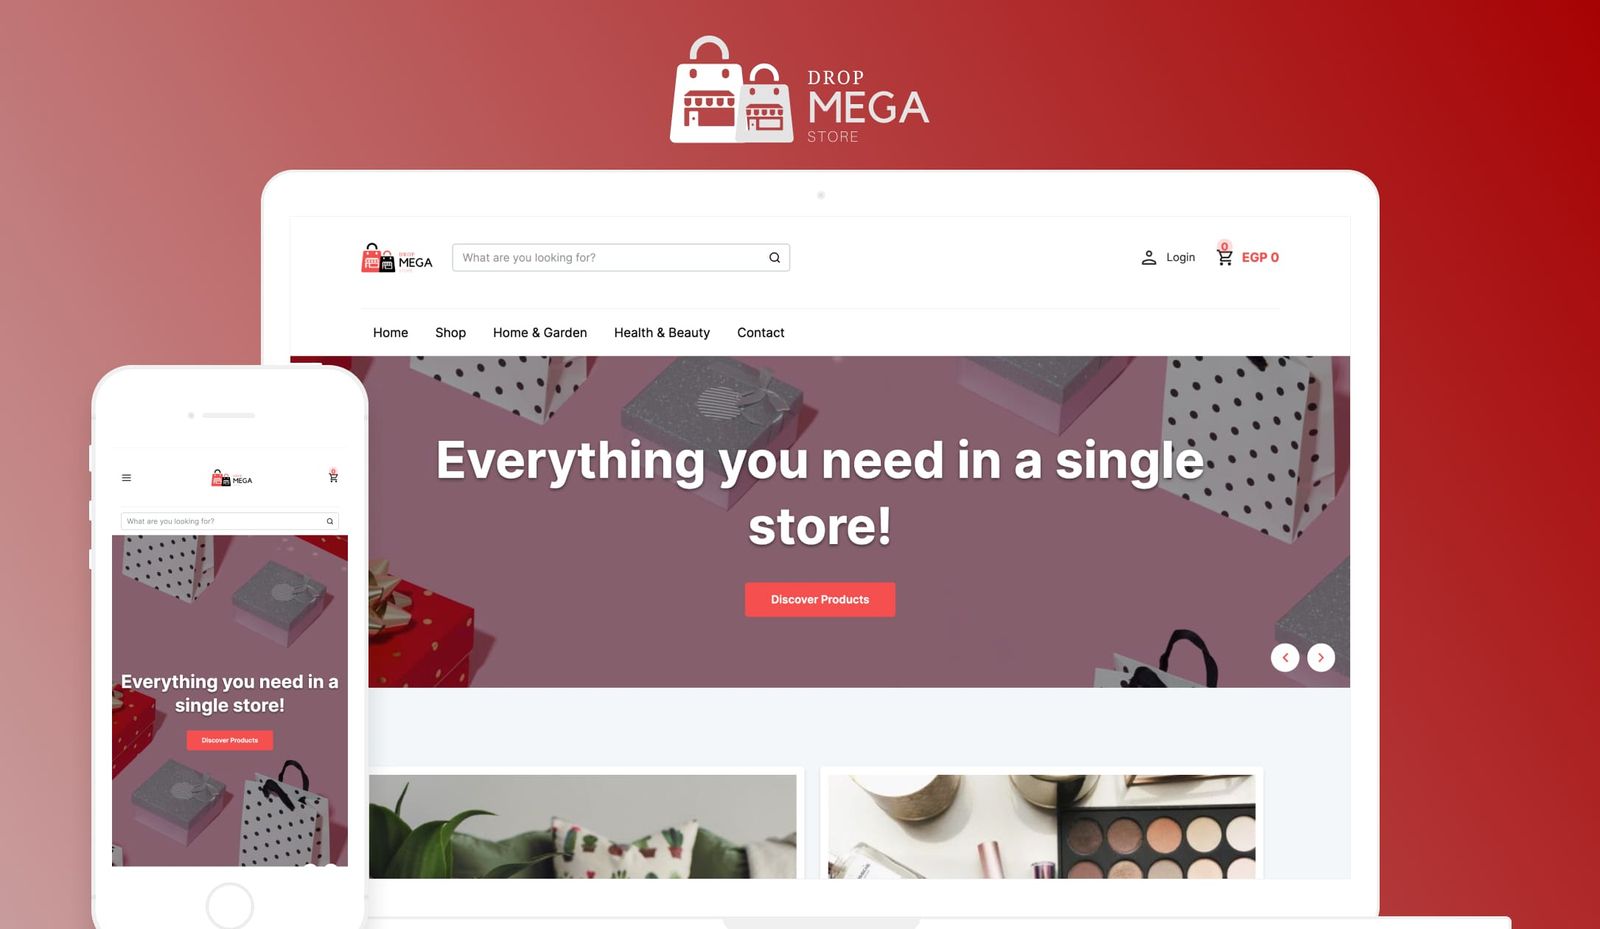 DROP
MEGA
STORE
DROP
MEGA
What are you looking for?
Login
0
EGP 0
Home
Shop
Home & Garden
Health & Beauty
Contact
Everything you need in a single
store!
Discover Products
MEGA
0
What are you looking for?
Everything you need in a
single store!
Discover Products